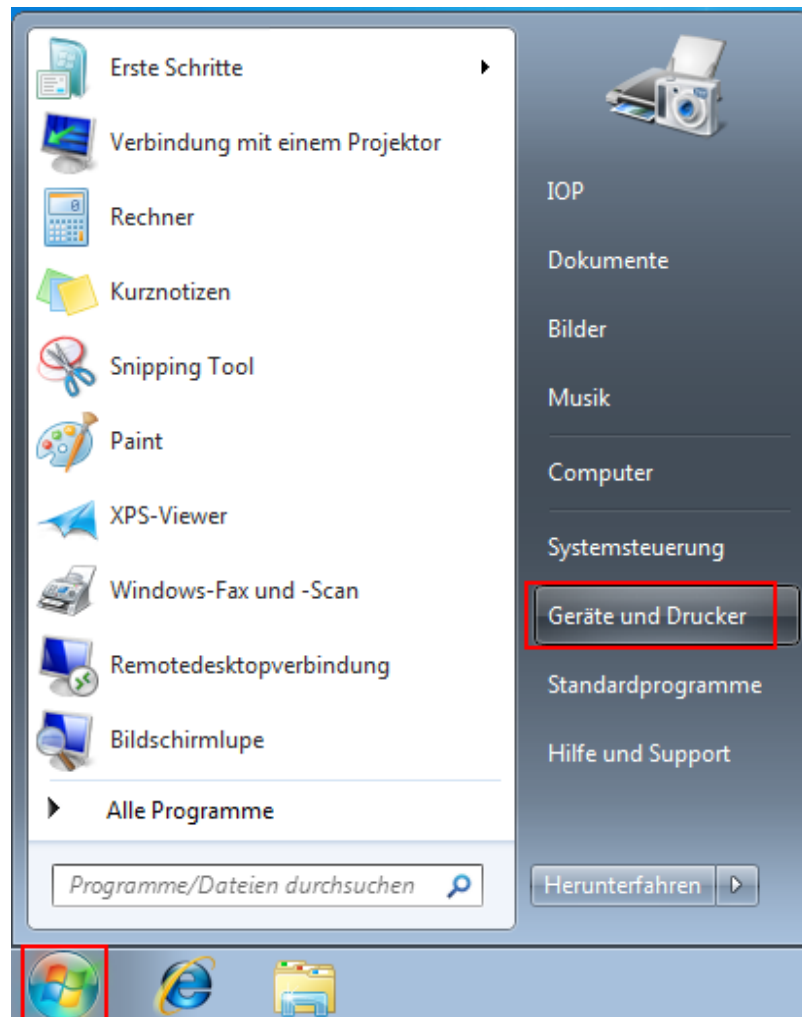 Erste Schritte
Verbindung mit einem Projektor
Rechner
Kurznotizen
Snipping Tool
Paint
XPS-Viewer
Windows-Fax und -Scan
Remotedesktopverbindung
Bildschirmlupe
Alle Programme
Programme/Dateien durchsuchen
IOP
Dokumente
Bilder
Musik
Computer
Systemsteuerung
Geräte und Drucker
Standardprogramme
Hilfe und Support
Herunterfahren